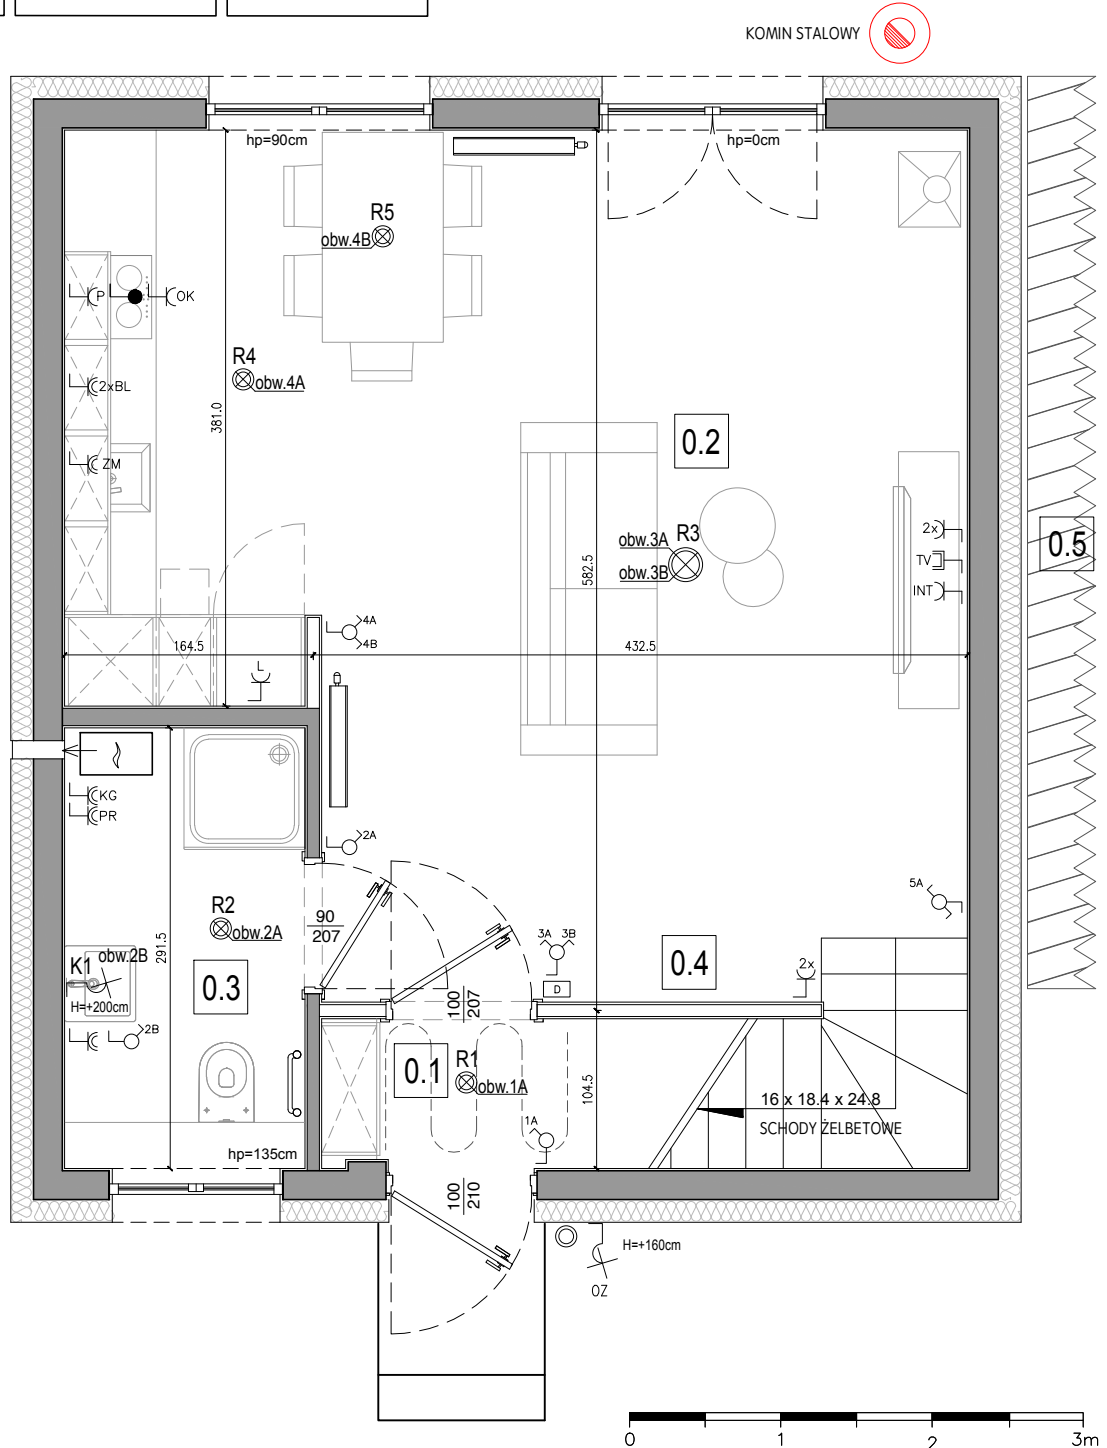 KOMIN STALOWY
hp=90cm
hp=0cm
R5
obw.4B
P
OK
R4
obw.4A
2xBL
381.0
0.2
ZM
R3
obw.3A
obw.3B
582.5
2x
TV
INT
0.5
4A
4B
164.5
432.5
L
KG
PR
2A
5A
R2
obw.2A
90
207
291.5
K1
obw.2B
H=+200cm
0.3
3A
3B
D
0.4
2x
100
207
2B
0.1
R1
obw.1A
104.5
1A
16 x 18.4 x 24.8
SCHODY ŻELBETOWE
hp=135cm
100
210
H=+160cm
OZ
0
1
2
3m